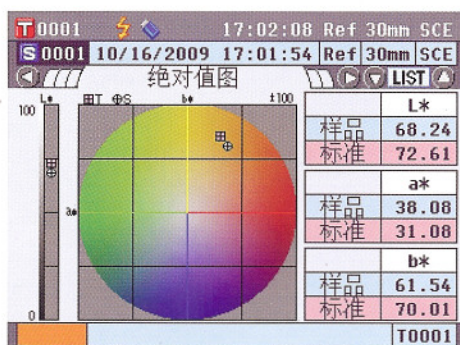 T 0001 17:02:08 Ref 30mm SCE
S 0001 10/16/2009 17:01:54 Ref 30mm SCE
绝对值图 LIST
L* T S b* ±100
100
a*
0
L*
样品 68.24
标准 72.61
a*
样品 38.08
标准 31.08
b*
样品 61.54
标准 70.01
T0001